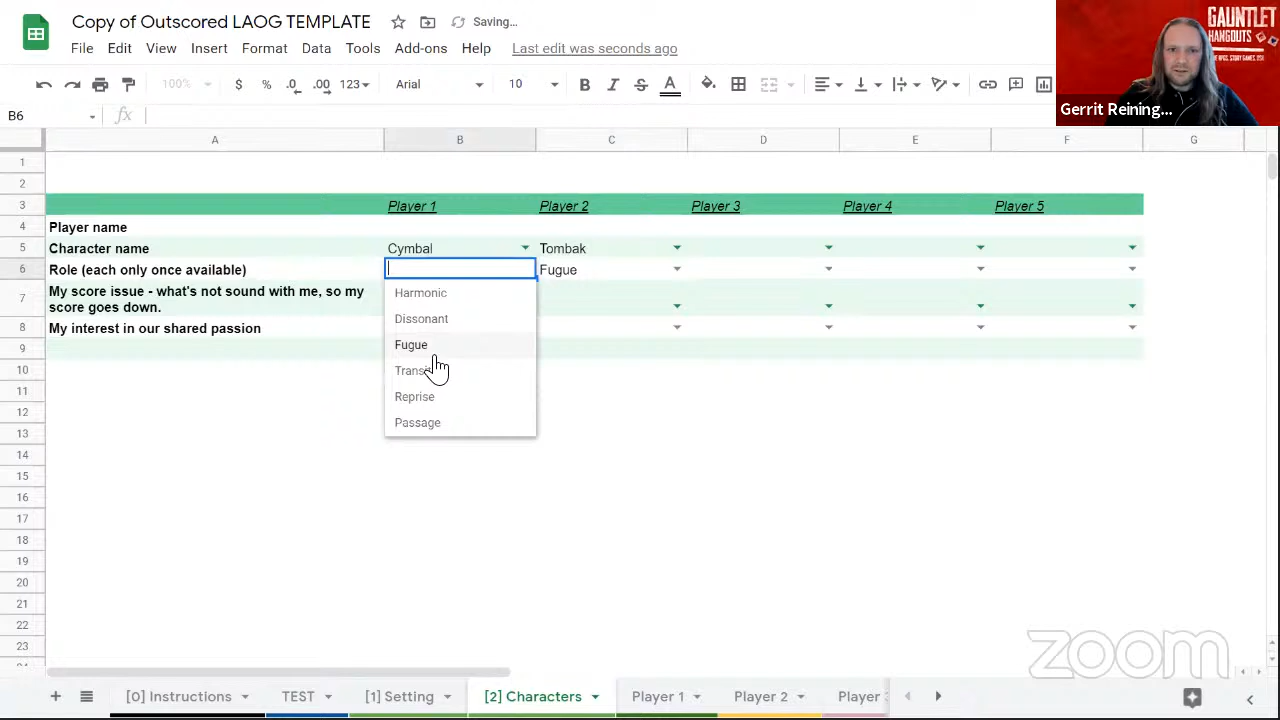 Copy of Outscored LAOG TEMPLATE
Saving...
File Edit View Insert Format Data Tools Add-ons Help Last edit was seconds ago
100% $ % .0 .00 123 Arial 10 B I S A
B6 fx
A B C D E F G
1
2
3 Player 1 Player 2 Player 3 Player 4 Player 5
4 Player name
5 Character name Cymbal Tombak
6 Role (each only once available) Fugue
7 My score issue - what's not sound with me, so my score goes down.
8 My interest in our shared passion
9
10
11
12
13
14
15
16
17
18
19
20
21
22
23
Harmonic
Dissonant
Fugue
Reprise
Passage
GAUNTLET
HANGOUTS
Gerrit Reining...
zoom
[0] Instructions TEST [1] Setting [2] Characters Player 1 Player 2 Player